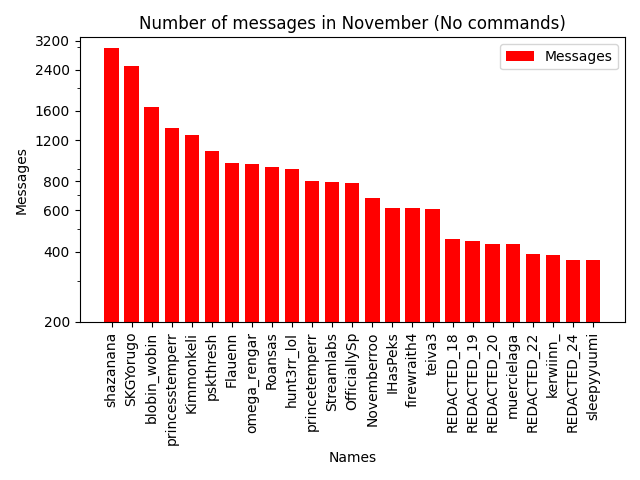 Number of messages in November (No commands)
Messages
3200
2400
1600
1200
800
600
400
200
Messages
shazanana
SKGYorugo
blobin_wobin
princesstemperr
Kimmonkeli
pskthresh
Flauenn
omega_rengar
Roansas
hunt3rr_lol
princetemperr
Streamlabs
OfficiallySp
Novemberroo
IHasPeks
firewraith4
teiva3
REDACTED_18
REDACTED_19
REDACTED_20
muercielaga
REDACTED_22
kerwiinn_
REDACTED_24
sleepyyuumi
Names